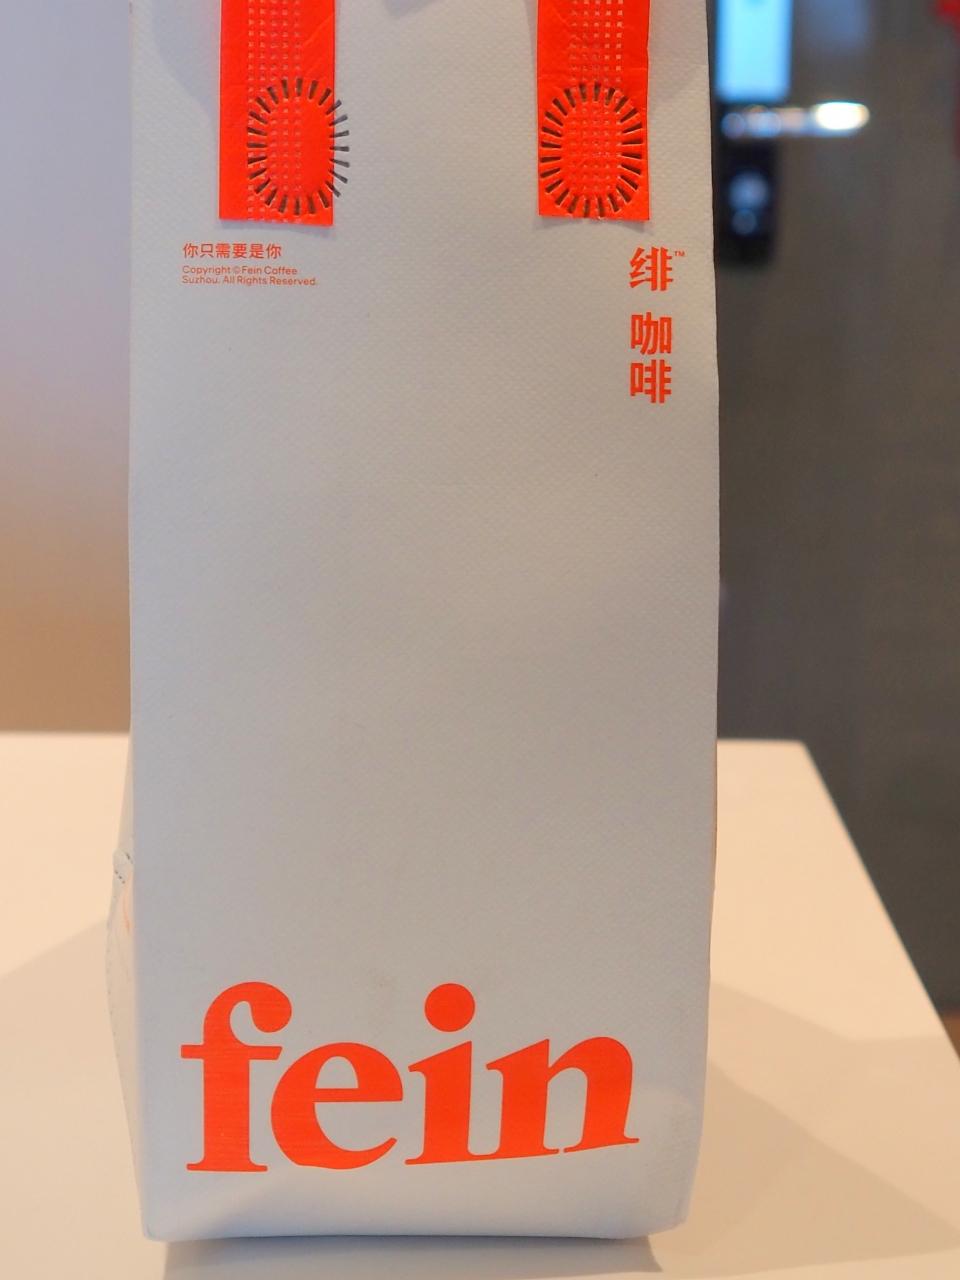 你只需要是你
Copyright ©Fein Coffee
Suzhou. All Rights Reserved.
绯™
咖
啡
fein